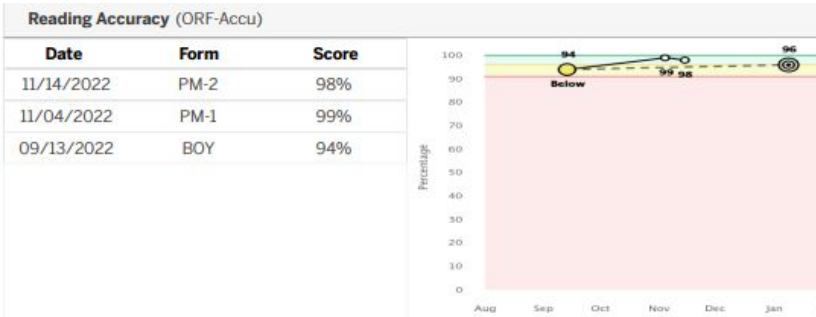 Reading Accuracy (ORF-Accu)
Date Form Score
11/14/2022 PM-2 98%
11/04/2022 PM-1 99%
09/13/2022 BOY 94%
Percentage
100
90
80
70
60
50
40
30
20
10
0
94
Below
99 98
96
Aug Sep Oct Nov Dec Jan